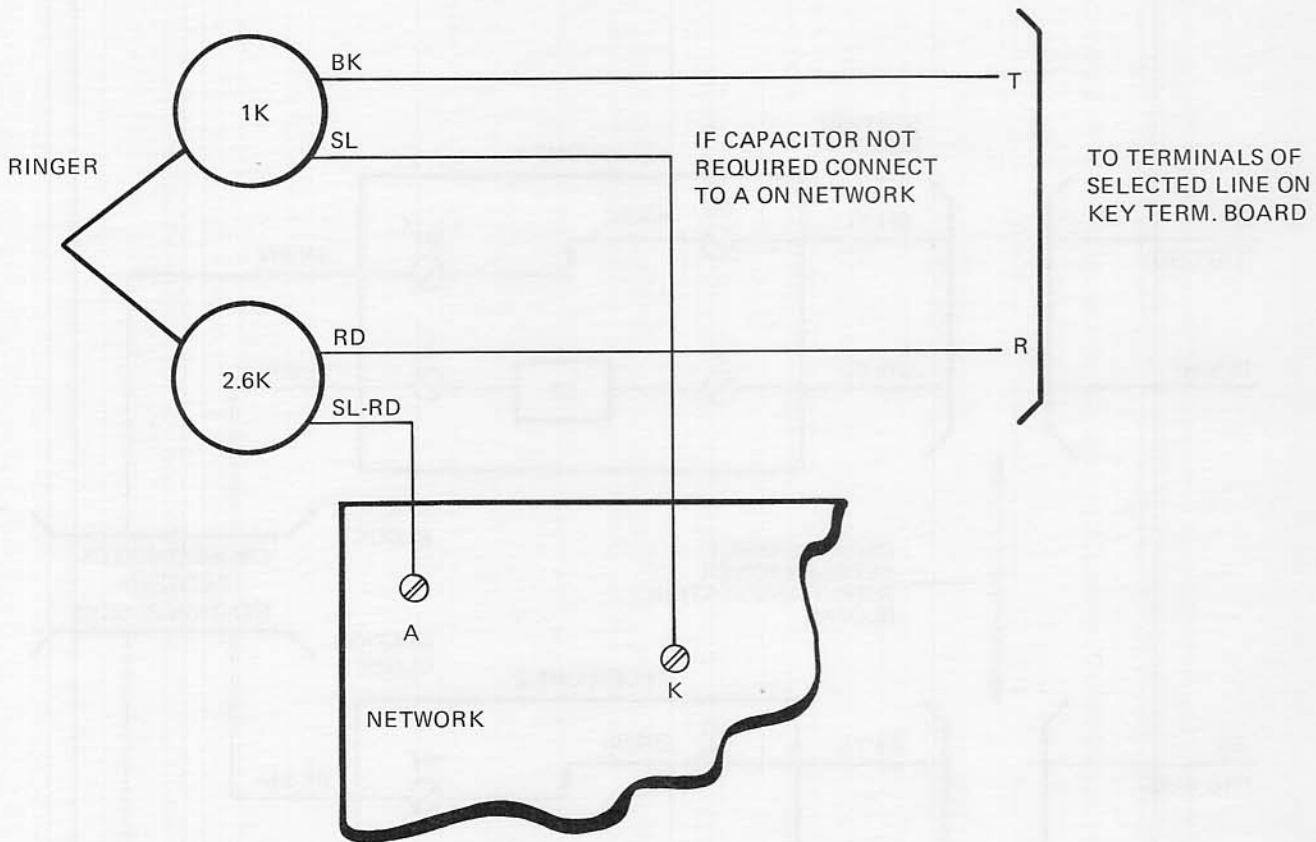 BK
1K
SL
RINGER
T
IF CAPACITOR NOT
REQUIRED CONNECT
TO A ON NETWORK
TO TERMINALS OF
SELECTED LINE ON
KEY TERM. BOARD
RD
R
2.6K
SL-RD
A
K
NETWORK